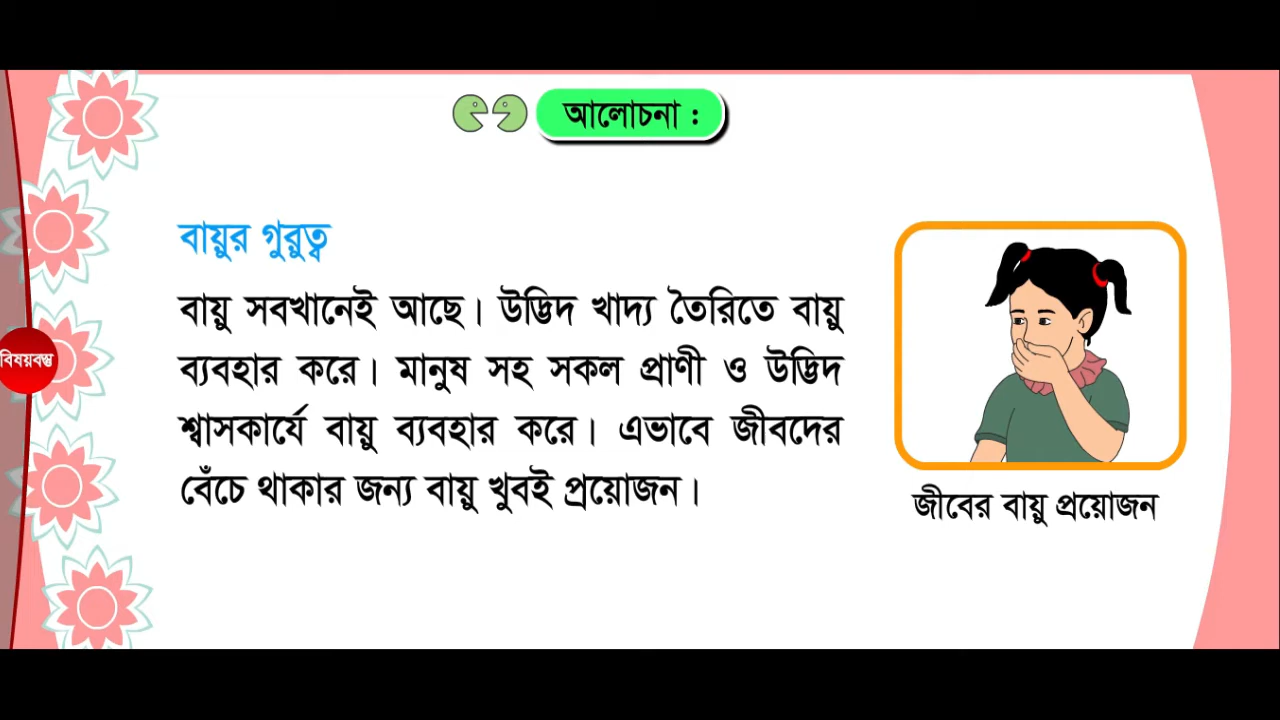 আলোচনা :
বায়ুর গুরুত্ব
বায়ু সবখানেই আছে। উদ্ভিদ খাদ্য তৈরিতে বায়ু
ব্যবহার করে। মানুষ সহ সকল প্রাণী ও উদ্ভিদ
শ্বাসকার্যে বায়ু ব্যবহার করে। এভাবে জীবদের
বেঁচে থাকার জন্য বায়ু খুবই প্রয়োজন।
জীবের বায়ু প্রয়োজন
বিষয়বস্তু